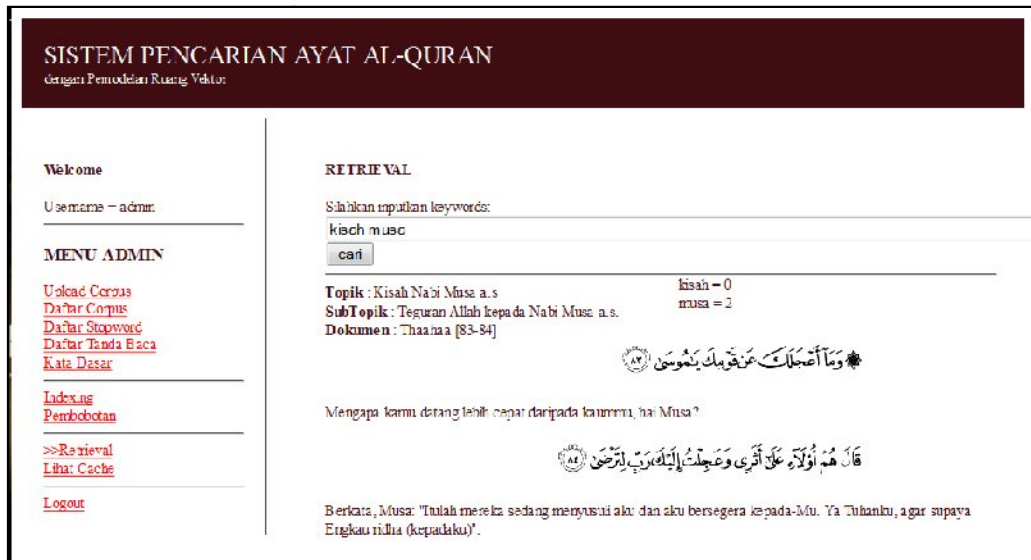 SISTEM PENCARIAN AYAT AL-QURAN
dengan Pemodelan Ruang Vektor
Welcome
Username = admin
MENU ADMIN
Upload Corpus
Daftar Corpus
Daftar Stopword
Daftar Tanda Baca
Kata Dasar
Indexing
Pembobotan
>>Retrieval
Lihat Cache
Logout
RETRIEVAL
Silahkan inputkan keywords:
kisah musa
cari
Topik : Kisah Nabi Musa a.s
SubTopik : Teguran Allah kepada Nabi Musa a.s.
Dokumen : Thaahaa [83-84]
kisah = 0
musa = 2
۞ وَمَآ أَعْجَلَكَ عَن قَوْمِكَ يَـٰمُوسَىٰ ﴿٨٣﴾
Mengapa kamu datang lebih cepat daripada kaummu, hai Musa?
قَالَ هُمْ أُو۟لَآءِ عَلَىٰٓ أَثَرِى وَعَجِلْتُ إِلَيْكَ رَبِّ لِتَرْضَىٰ ﴿٨٤﴾
Berkata, Musa: "Itulah mereka sedang menyusui aku dan aku bersegera kepada-Mu. Ya Tuhanku, agar supaya
Engkau ridha (kepadaku)".